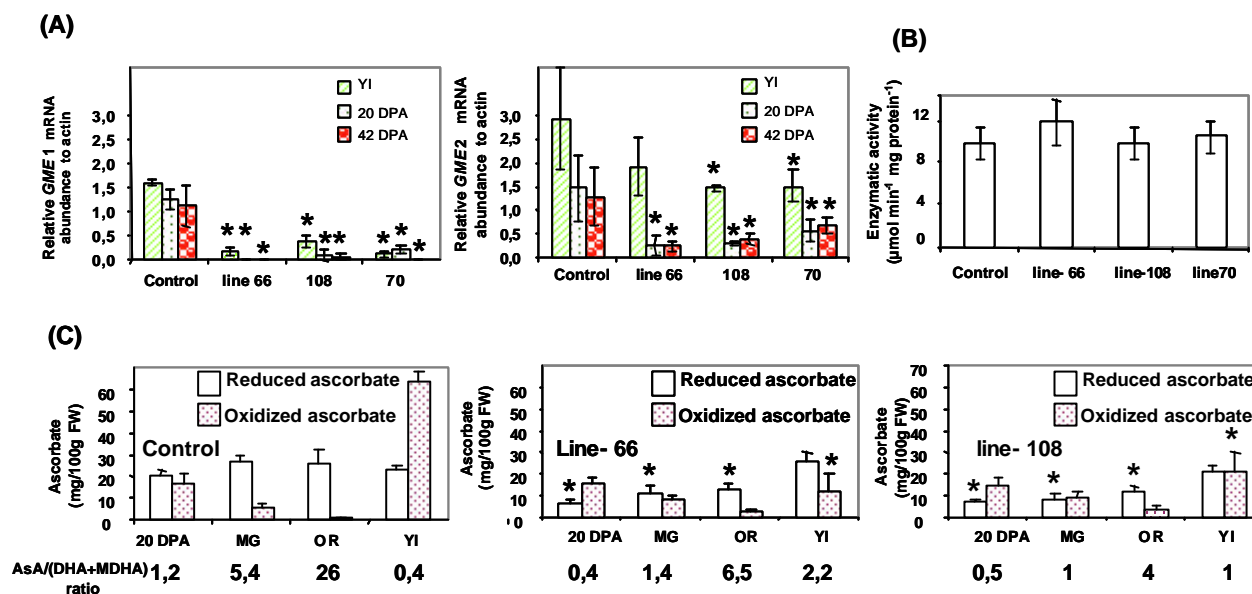 (A)
Relative GME 1 mRNA
abundance to actin
3,0
2,5
2,0
1,5
1,0
0,5
0,0
YI
20 DPA
42 DPA
* *
*
*
**
*
*
*
Control
line 66
108
70
Relative GME2 mRNA
abundance to actin
3,0
2,5
2,0
1,5
1,0
0,5
0,0
YI
20 DPA
42 DPA
* *
*
* *
*
* *
Control
line 66
108
70
(B)
Enzymatic activity
(µmol min⁻¹ mg protein⁻¹)
12
8
4
0
Control
line- 66
line-108
line70
(C)
Ascorbate
(mg/100g FW)
60
50
40
30
20
10
0
Reduced ascorbate
Oxidized ascorbate
Control
20 DPA
MG
OR
YI
Ascorbate
(mg/100g FW)
60
50
40
30
20
10
0
Reduced ascorbate
Oxidized ascorbate
Line- 66
*
*
*
*
20 DPA
MG
OR
YI
Ascorbate
(mg/100g FW)
70
60
50
40
30
20
10
0
Reduced ascorbate
Oxidized ascorbate
line- 108
*
*
*
*
20 DPA
MG
OR
YI
AsA/(DHA+MDHA)
ratio
1,2 5,4 26 0,4
0,4 1,4 6,5 2,2
0,5 1 4 1